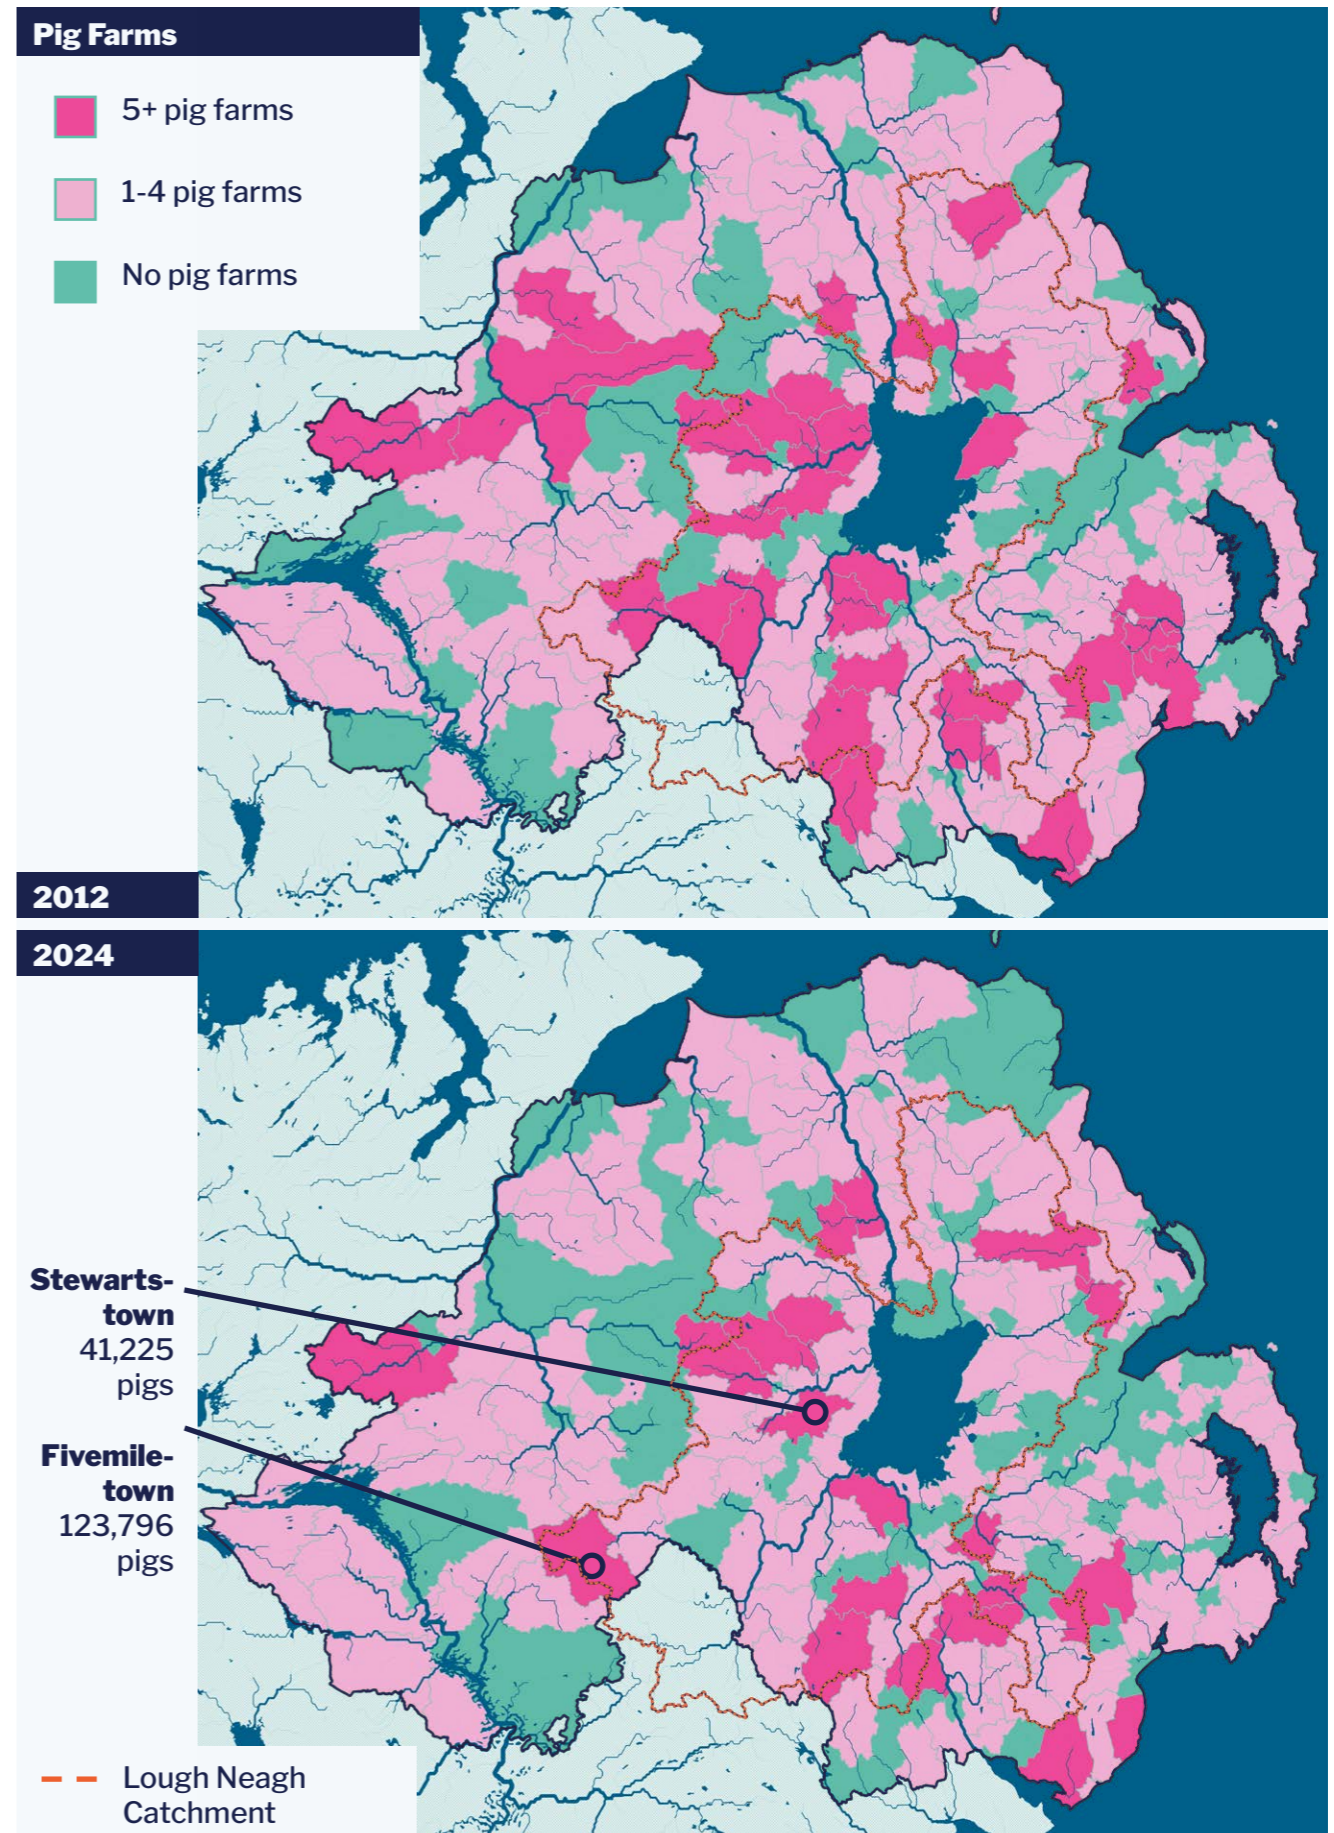 Pig Farms
5+ pig farms
1-4 pig farms
No pig farms
2012
2024
Stewarts-
town
41,225
pigs
Fivemile-
town
123,796
pigs
Lough Neagh
Catchment